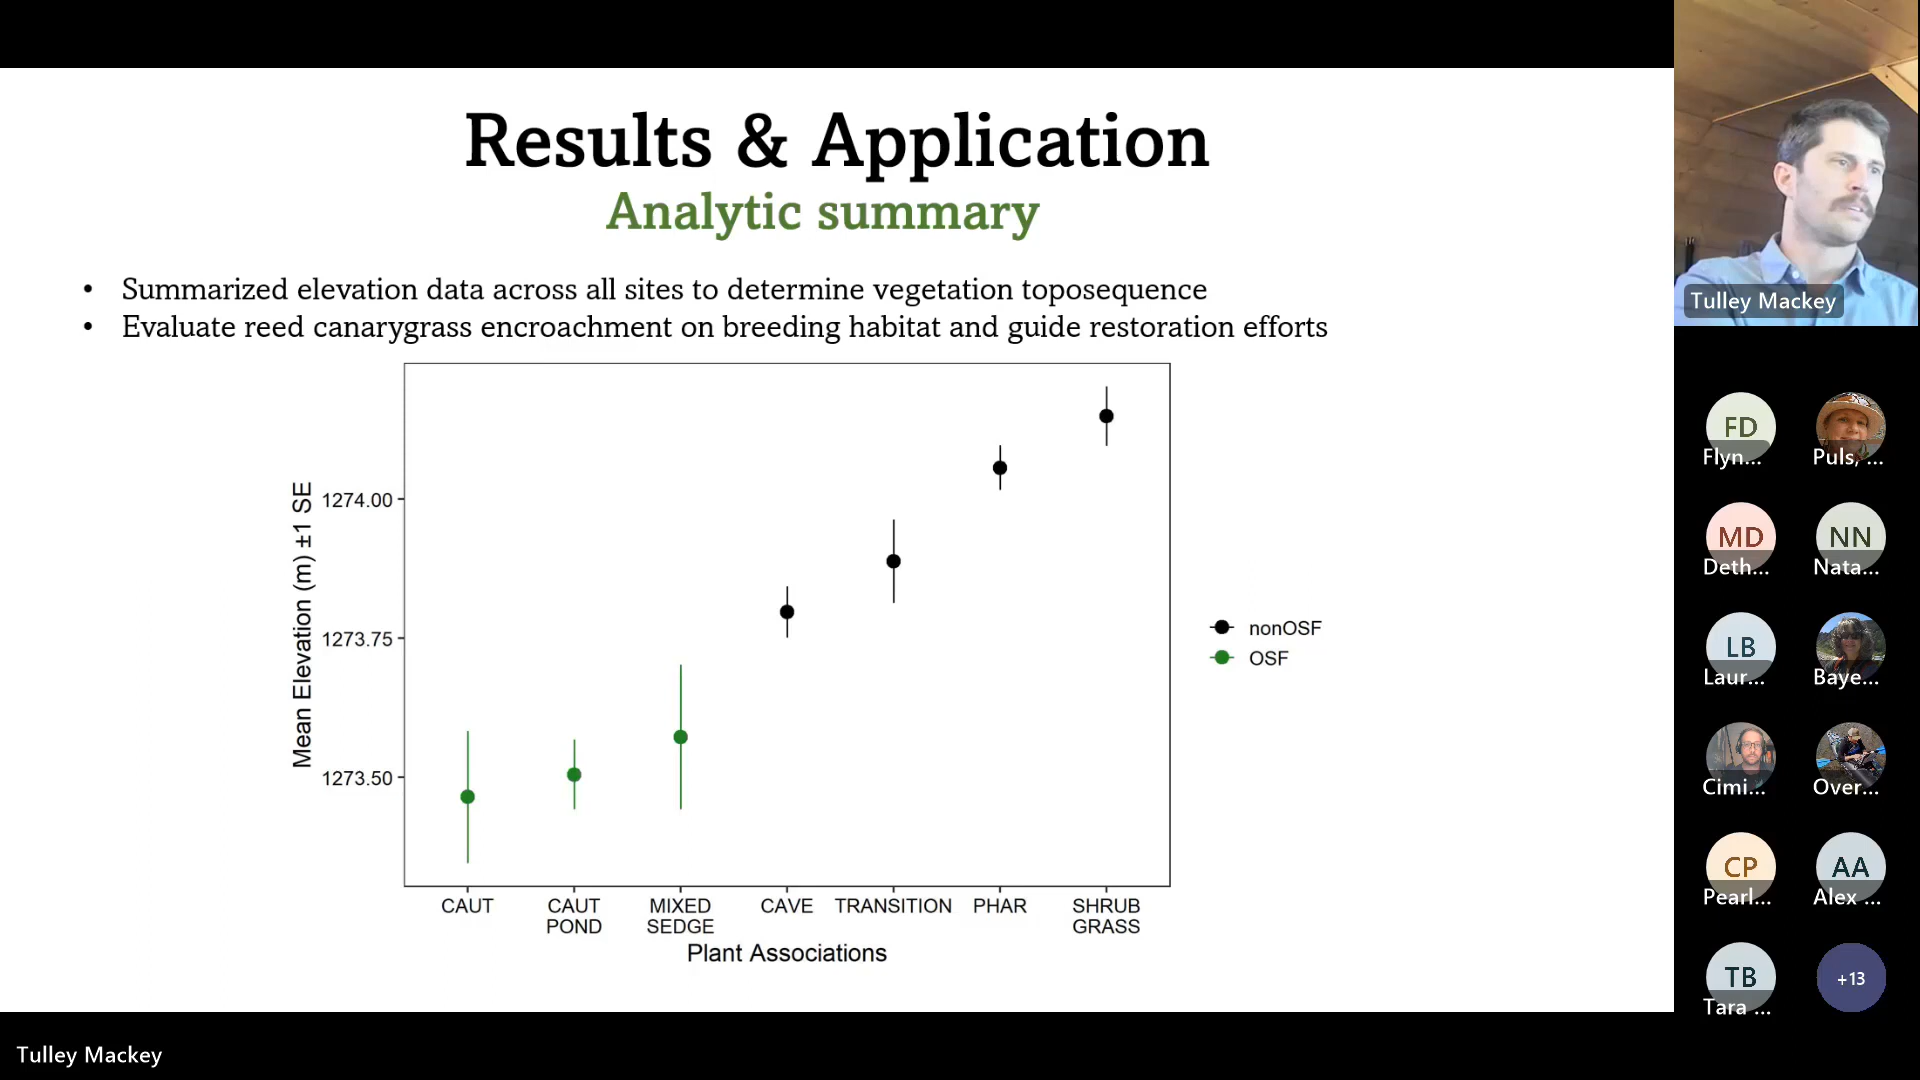 Results & Application
Analytic summary
• Summarized elevation data across all sites to determine vegetation toposequence
• Evaluate reed canarygrass encroachment on breeding habitat and guide restoration efforts
Mean Elevation (m) ±1 SE
1274.00
1273.75
1273.50
CAUT
CAUT POND
MIXED SEDGE
CAVE
TRANSITION
PHAR
SHRUB GRASS
Plant Associations
nonOSF
OSF
Tulley Mackey
FD
Flyn...
Puls, ...
MD
Deth...
NN
Nata...
LB
Laur...
Baye...
Cimi...
Over...
CP
Pearl...
AA
Alex ...
TB
Tara ...
+13
Tulley Mackey